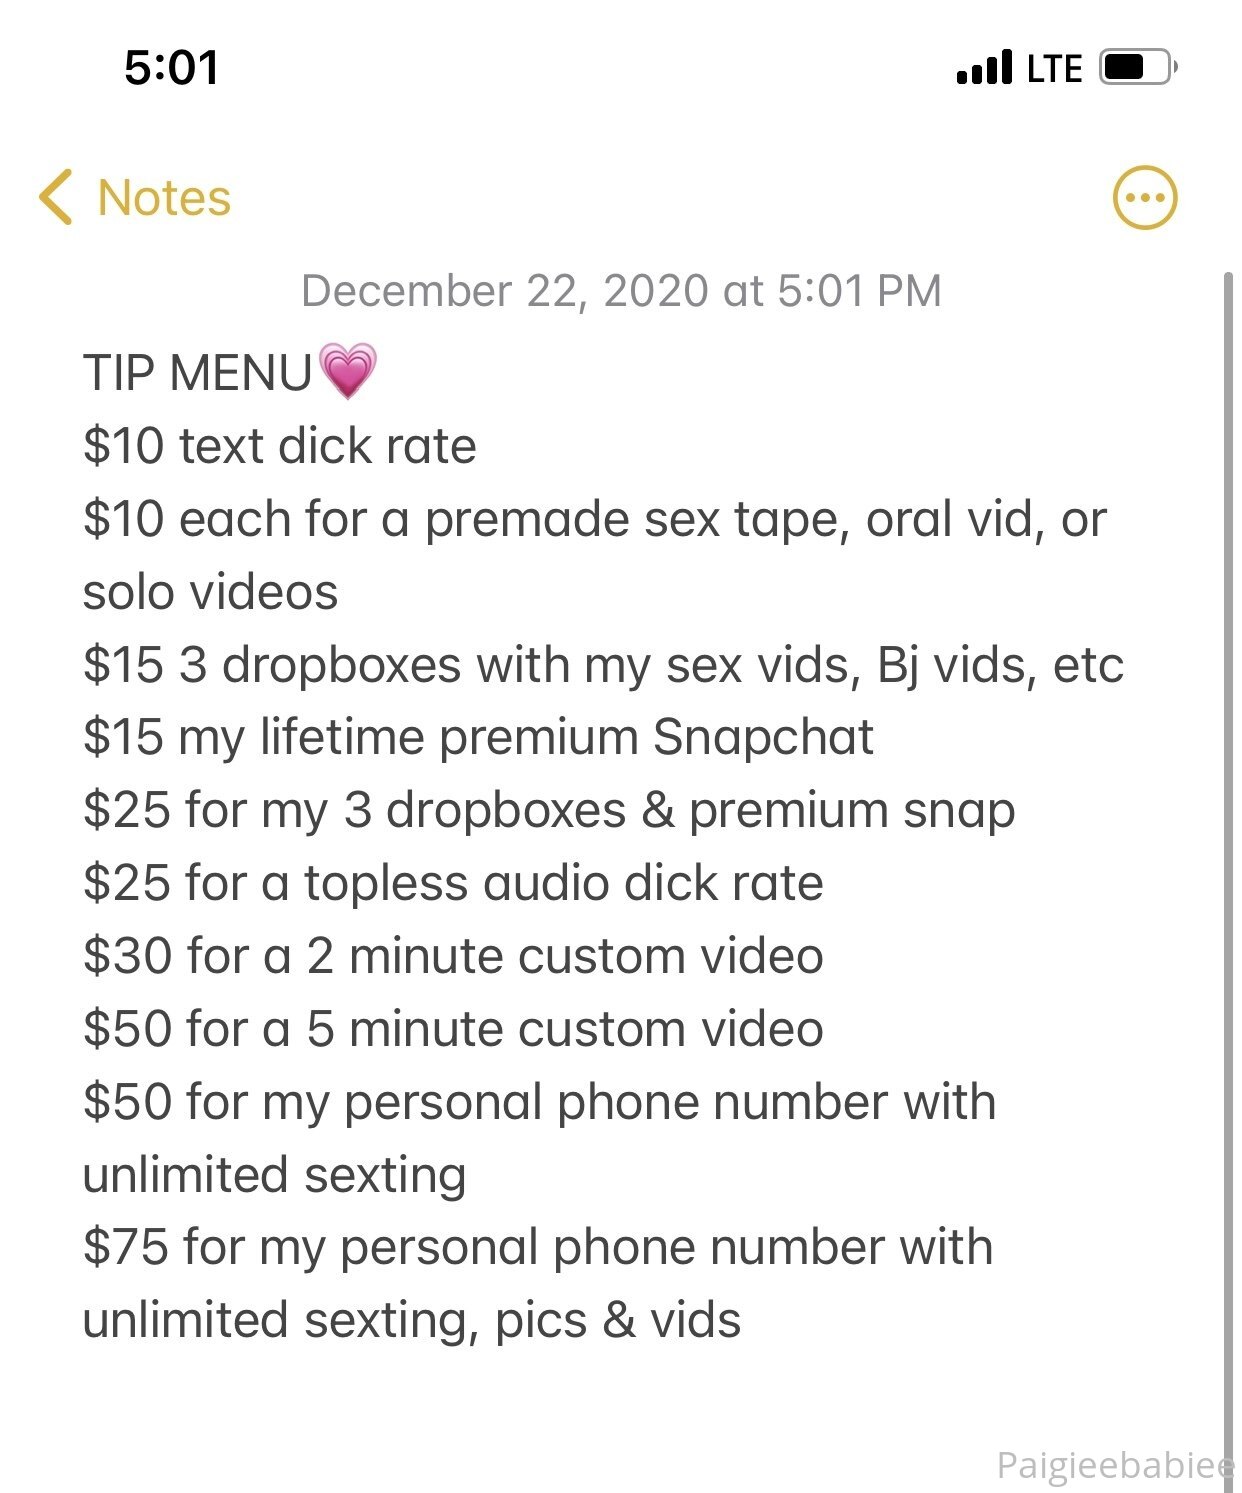 5:01
LTE
Notes
December 22, 2020 at 5:01 PM
TIP MENU💗
$10 text dick rate
$10 each for a premade sex tape, oral vid, or
solo videos
$15 3 dropboxes with my sex vids, Bj vids, etc
$15 my lifetime premium Snapchat
$25 for my 3 dropboxes & premium snap
$25 for a topless audio dick rate
$30 for a 2 minute custom video
$50 for a 5 minute custom video
$50 for my personal phone number with
unlimited sexting
$75 for my personal phone number with
unlimited sexting, pics & vids
Paigieebabiee